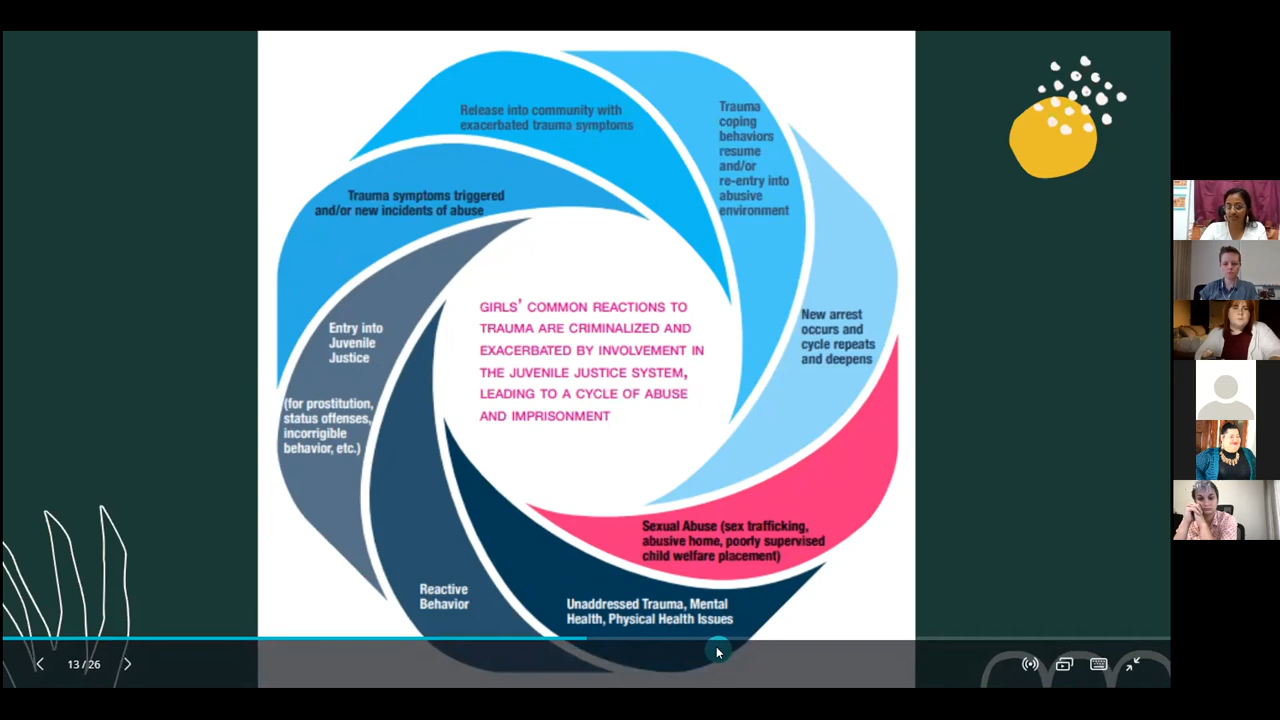 Release into community with
exacerbated trauma symptoms
Trauma
coping
behaviors
resume
and/or
re-entry into
abusive
environment
Trauma symptoms triggered
and/or new incidents of abuse
GIRLS' COMMON REACTIONS TO
TRAUMA ARE CRIMINALIZED AND
EXACERBATED BY INVOLVEMENT IN
THE JUVENILE JUSTICE SYSTEM,
LEADING TO A CYCLE OF ABUSE
AND IMPRISONMENT
New arrest
occurs and
cycle repeats
and deepens
Entry into
Juvenile
Justice
(for prostitution,
status offenses,
incorrigible
behavior, etc.)
Sexual Abuse (sex trafficking,
abusive home, poorly supervised
child welfare placement)
Reactive
Behavior
Unaddressed Trauma, Mental
Health, Physical Health Issues
13 / 26